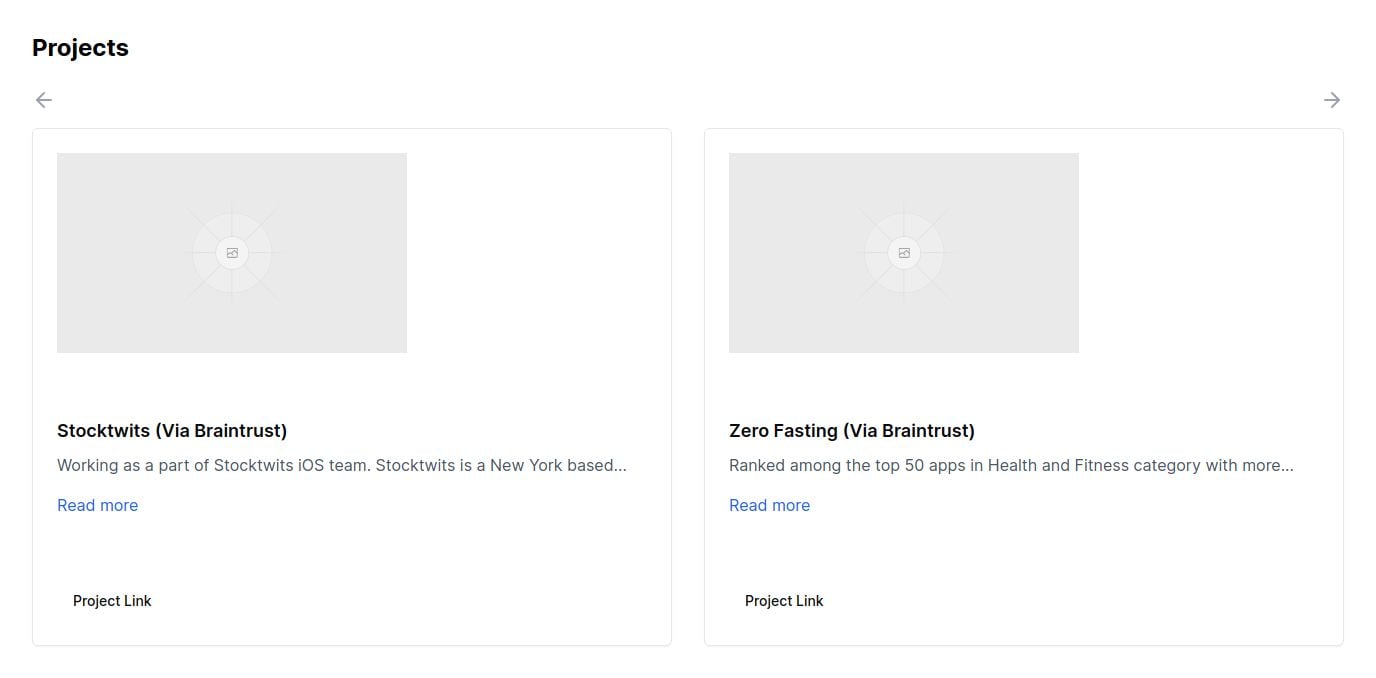 Projects
Stocktwits (Via Braintrust)
Working as a part of Stocktwits iOS team. Stocktwits is a New York based...
Read more
Project Link
Zero Fasting (Via Braintrust)
Ranked among the top 50 apps in Health and Fitness category with more...
Read more
Project Link